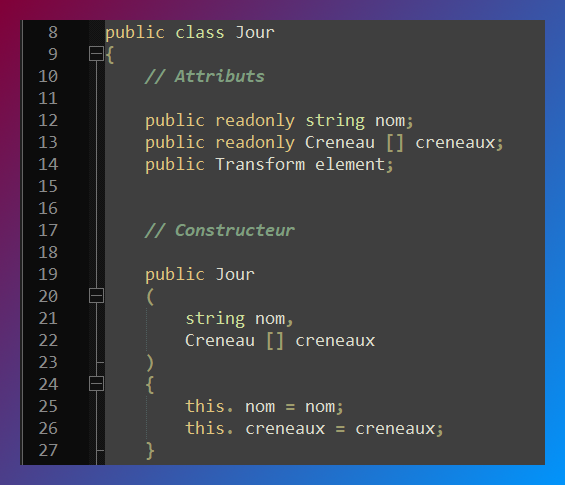 8 public class Jour
9 {
10 // Attributs
11
12 public readonly string nom;
13 public readonly Creneau [] creneaux;
14 public Transform element;
15
16
17 // Constructeur
18
19 public Jour
20 (
21 string nom,
22 Creneau [] creneaux
23 )
24 {
25 this. nom = nom;
26 this. creneaux = creneaux;
27 }